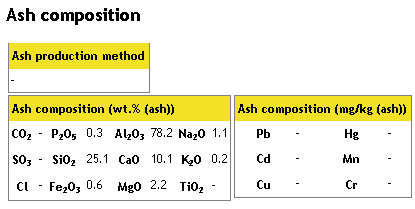 Ash composition
Ash production method
-
Ash composition (wt.% (ash))
CO₂ - P₂O₅ 0.3 Al₂O₃ 78.2 Na₂O 1.1
SO₃ - SiO₂ 25.1 CaO 10.1 K₂O 0.2
Cl - Fe₂O₃ 0.6 MgO 2.2 TiO₂ -
Ash composition (mg/kg (ash))
Pb - Hg -
Cd - Mn -
Cu - Cr -